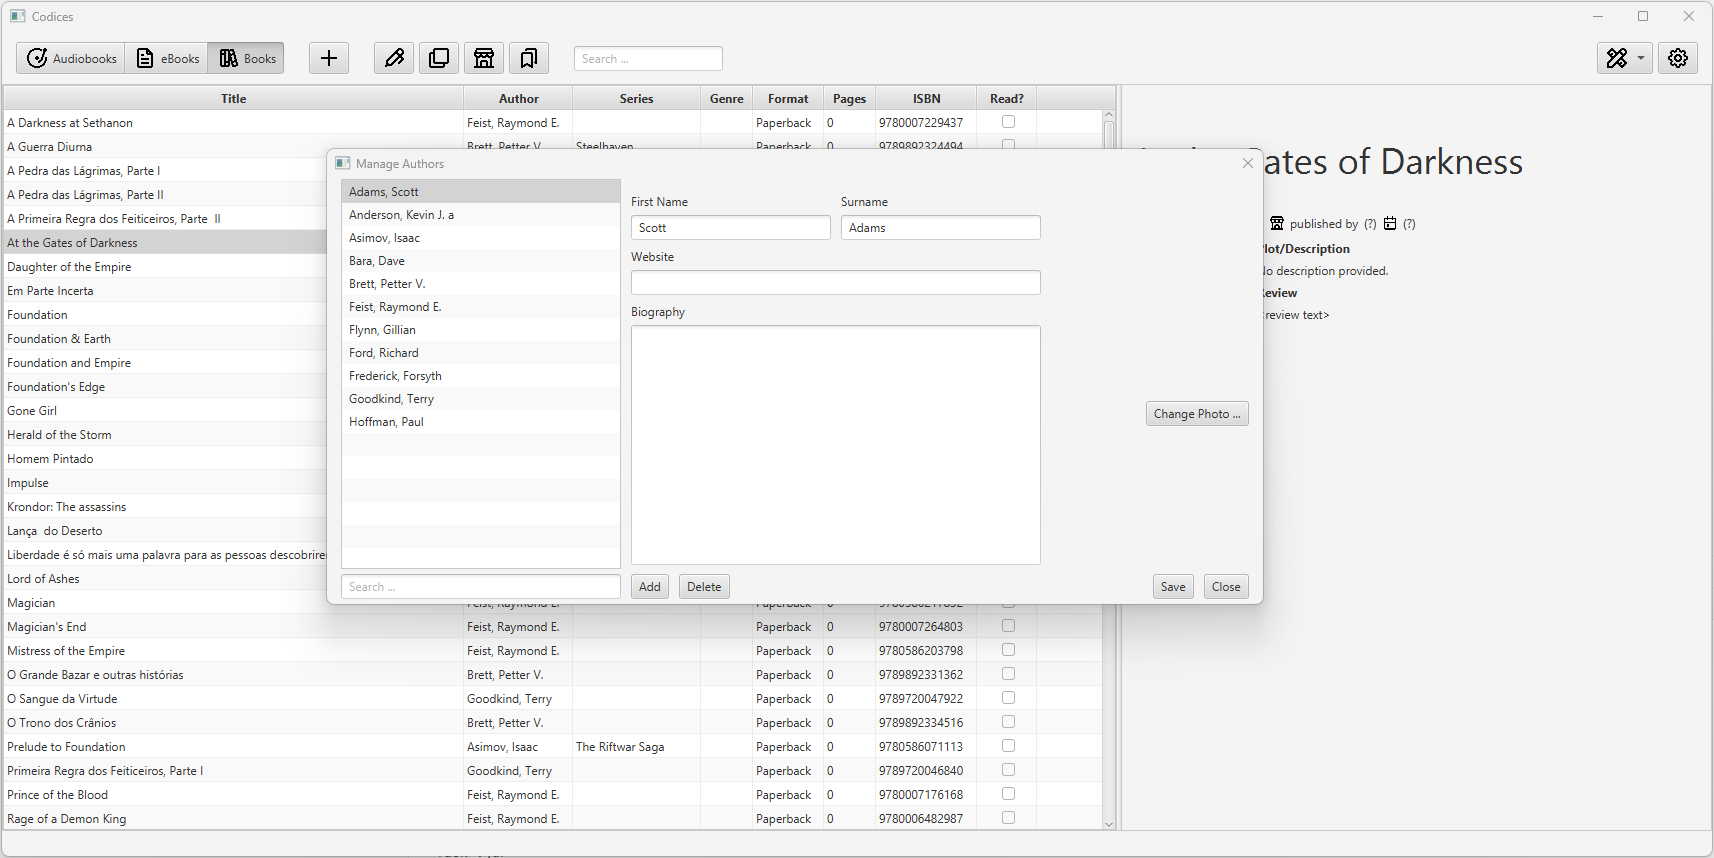 Codices
Audiobooks eBooks Books Search ...
Title Author Series Genre Format Pages ISBN Read?
A Darkness at Sethanon Feist, Raymond E. Paperback 0 9780007229437
A Guerra Diurna Brett, Petter V. Steelhaven Paperback 0 9789892324494
A Pedra das Lágrimas, Parte I
A Pedra das Lágrimas, Parte II
A Primeira Regra dos Feiticeiros, Parte II
At the Gates of Darkness
Daughter of the Empire
Em Parte Incerta
Foundation
Foundation & Earth
Foundation and Empire
Foundation's Edge
Gone Girl
Herald of the Storm
Homem Pintado
Impulse
Krondor: The assassins
Lança do Deserto
Liberdade é só mais uma palavra para as pessoas
Lord of Ashes
Magician Feist, Raymond E. Paperback 0
Magician's End Feist, Raymond E. Paperback 0 9780007264803
Mistress of the Empire Feist, Raymond E. Paperback 0 9780586203798
O Grande Bazar e outras histórias Brett, Petter V. Paperback 0 9789892331362
O Sangue da Virtude Goodkind, Terry Paperback 0 9789720047922
O Trono dos Crânios Brett, Petter V. Paperback 0 9789892334516
Prelude to Foundation Asimov, Isaac The Riftwar Saga Paperback 0 9780586071113
Primeira Regra dos Feiticeiros, Parte I Goodkind, Terry Paperback 0 9789720046840
Prince of the Blood Feist, Raymond E. Paperback 0 9780007176168
Rage of a Demon King Feist, Raymond E. Paperback 0 9780006482987
Manage Authors
Adams, Scott
Anderson, Kevin J. a
Asimov, Isaac
Bara, Dave
Brett, Petter V.
Feist, Raymond E.
Flynn, Gillian
Ford, Richard
Frederick, Forsyth
Goodkind, Terry
Hoffman, Paul
Search ...
First Name Surname
Scott Adams
Website
Biography
Change Photo ...
Add Delete Save Close
ates of Darkness
published by (?) (?)
lot/Description
No description provided.
Review
<review text>